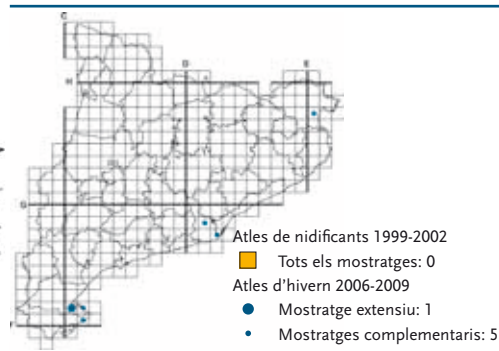 C
D
E
H
G
F
Atles de nidificants 1999-2002
Tots els mostratges: 0
Atles d'hivern 2006-2009
Mostratge extensiu: 1
Mostratges complementaris: 5